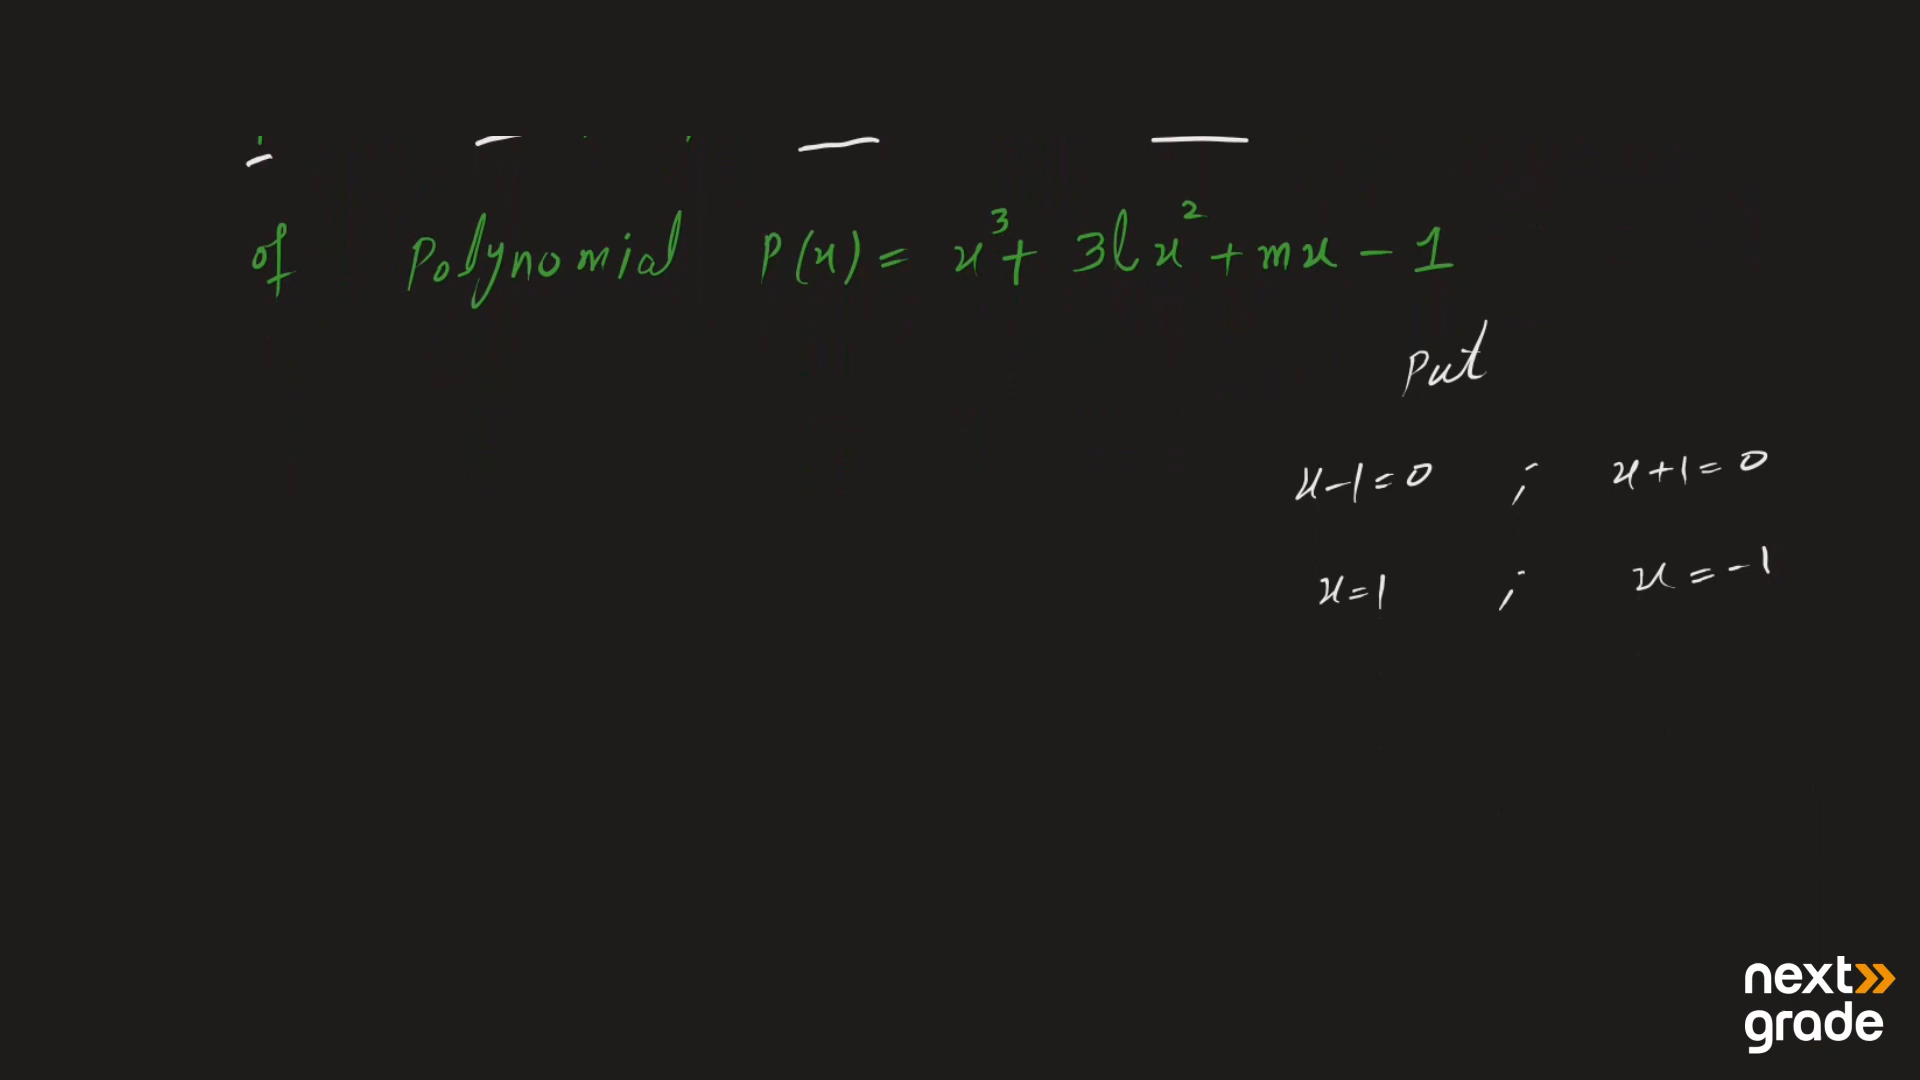 of Polynomial P(x) = x³ + 3lx² + mx - 1
Put
x-1=0 ; x+1=0
x=1 ; x=-1
next
grade